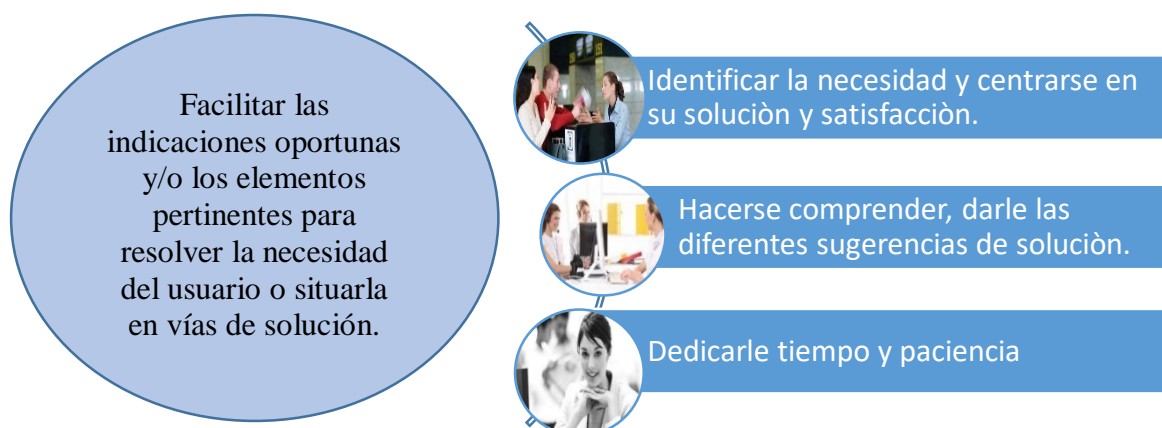 Facilitar las
indicaciones oportunas
y/o los elementos
pertinentes para
resolver la necesidad
del usuario o situarla
en vías de solución.
Identificar la necesidad y centrarse en
su soluciòn y satisfacciòn.
Hacerse comprender, darle las
diferentes sugerencias de soluciòn.
Dedicarle tiempo y paciencia